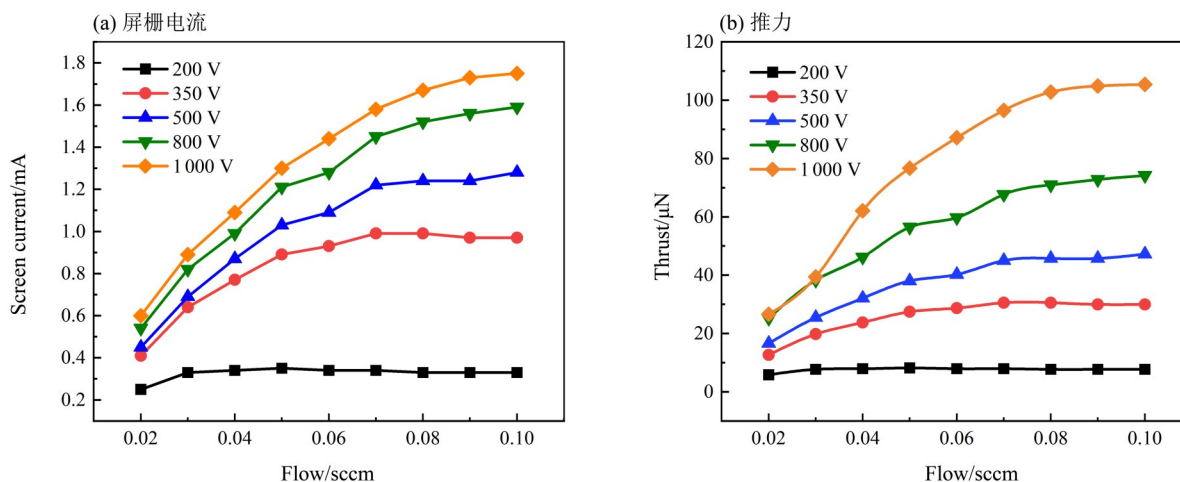 (a) 屏栅电流
1.8
1.6
1.4
1.2
1.0
0.8
0.6
0.4
0.2
Screen current/mA
200 V
350 V
500 V
800 V
1 000 V
0.02 0.04 0.06 0.08 0.10
Flow/sccm
(b) 推力
120
100
80
60
40
20
0
Thrust/μN
200 V
350 V
500 V
800 V
1 000 V
0.02 0.04 0.06 0.08 0.10
Flow/sccm